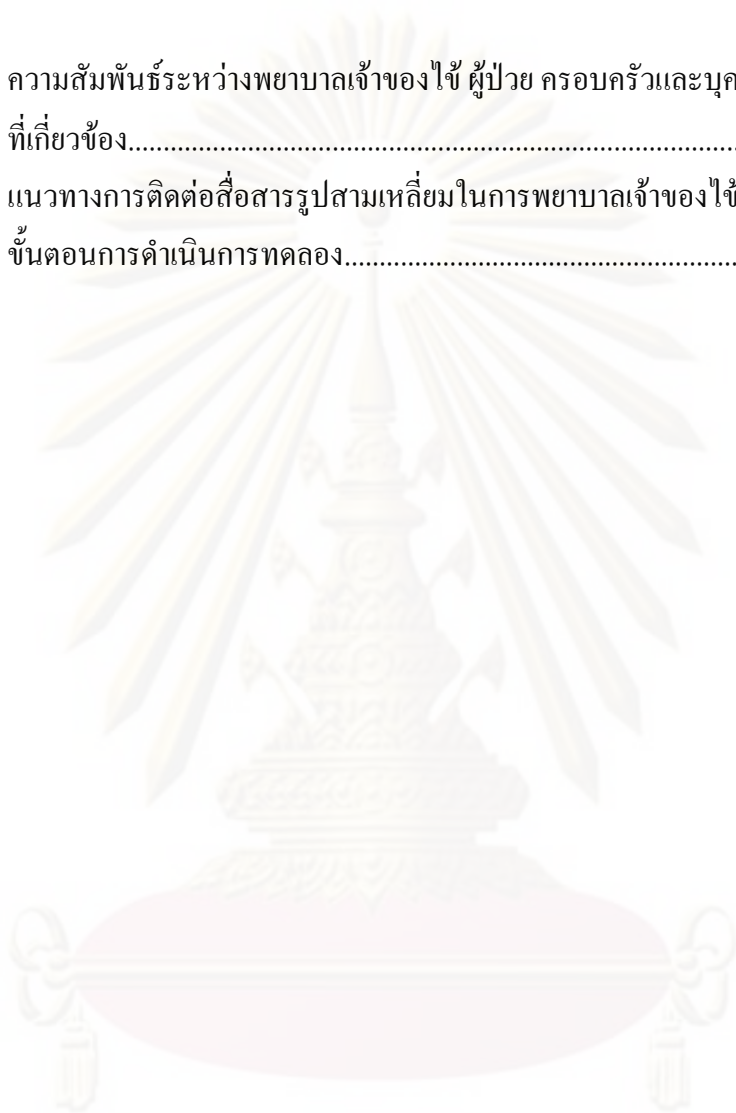 ความสัมพันธ์ระหว่างพยาบาลเจ้าของไข้ ผู้ป่วย ครอบครัวและบุค
ที่เกี่ยวข้อง......................................................................................
แนวทางการติดต่อสื่อสารรูปสามเหลี่ยมในการพยาบาลเจ้าของไข้
ขั้นตอนการดำเนินการทดลอง.......................................................